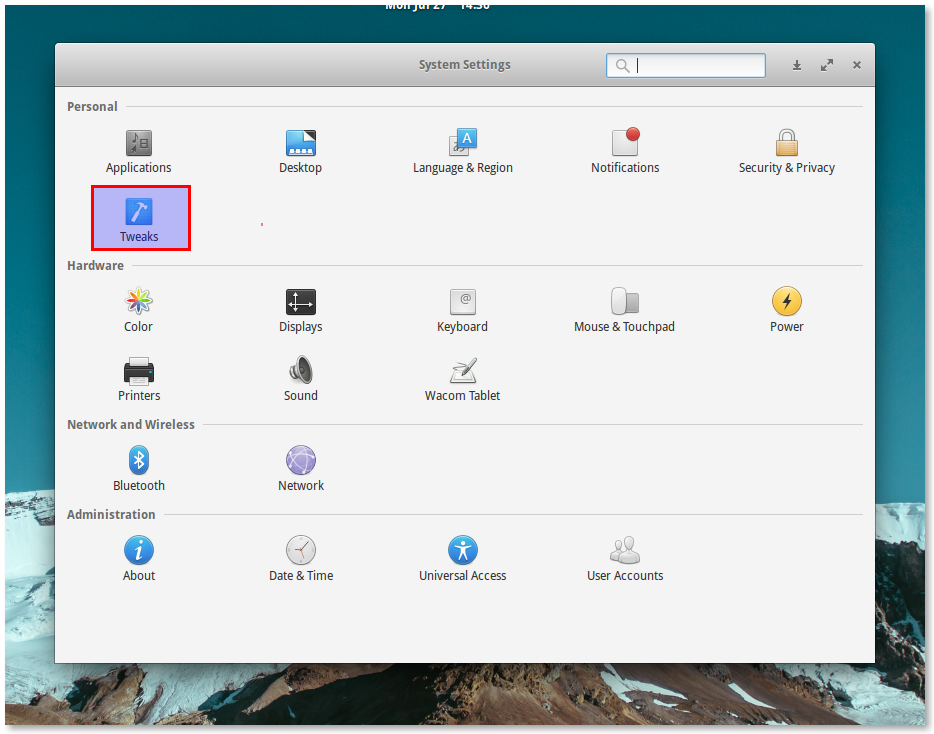 Mon Jul 27 14:36
System Settings
Personal
Applications Desktop Language & Region Notifications Security & Privacy
Tweaks
Hardware
Color Displays Keyboard Mouse & Touchpad Power
Printers Sound Wacom Tablet
Network and Wireless
Bluetooth Network
Administration
About Date & Time Universal Access User Accounts